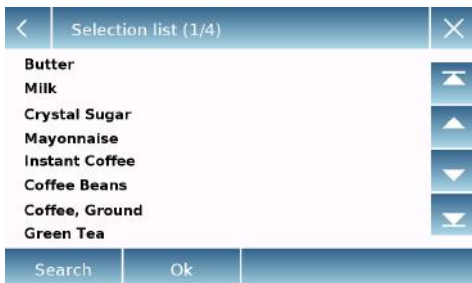 Selection list (1/4)
Butter
Milk
Crystal Sugar
Mayonnaise
Instant Coffee
Coffee Beans
Coffee, Ground
Green Tea
Search
Ok